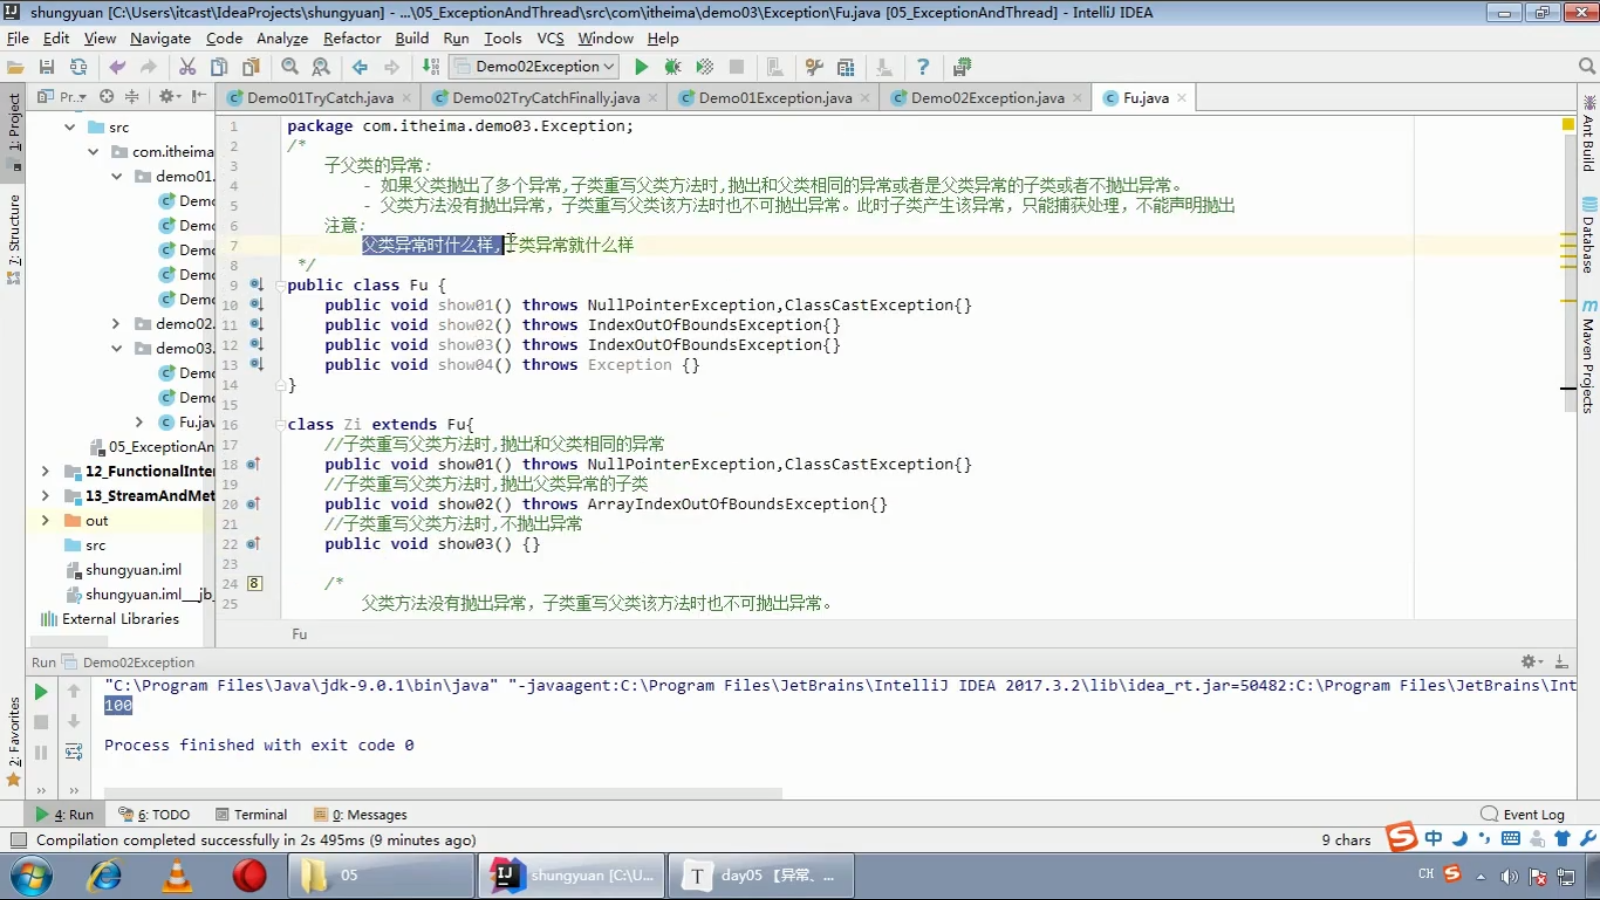 shungyuan [C:\Users\itcast\IdeaProjects\shungyuan] - ...\05_ExceptionAndThread\src\com\itheima\demo03\Exception\Fu.java [05_ExceptionAndThread] - IntelliJ IDEA
File Edit View Navigate Code Analyze Refactor Build Run Tools VCS Window Help
Demo02Exception
Pr...
Demo01TryCatch.java
Demo02TryCatchFinally.java
Demo01Exception.java
Demo02Exception.java
Fu.java
1: Project
7: Structure
2: Favorites
src
com.itheima
demo01.
Demo
Demo
Demo
Demo
Demo
demo02.
demo03.
Demo
Demo
Fu.jav
05_ExceptionAn
12_FunctionalInter
13_StreamAndMet
out
src
shungyuan.iml
shungyuan.iml__jb_
External Libraries
1 package com.itheima.demo03.Exception;
2 /*
3 子父类的异常:
4 - 如果父类抛出了多个异常,子类重写父类方法时,抛出和父类相同的异常或者是父类异常的子类或者不抛出异常。
5 - 父类方法没有抛出异常，子类重写父类该方法时也不可抛出异常。此时子类产生该异常，只能捕获处理，不能声明抛出
6 注意:
7 父类异常时什么样,子类异常就什么样
8 */
9 public class Fu {
10 public void show01() throws NullPointerException,ClassCastException{}
11 public void show02() throws IndexOutOfBoundsException{}
12 public void show03() throws IndexOutOfBoundsException{}
13 public void show04() throws Exception {}
14 }
15
16 class Zi extends Fu{
17 //子类重写父类方法时,抛出和父类相同的异常
18 public void show01() throws NullPointerException,ClassCastException{}
19 //子类重写父类方法时,抛出父类异常的子类
20 public void show02() throws ArrayIndexOutOfBoundsException{}
21 //子类重写父类方法时,不抛出异常
22 public void show03() {}
23
24 /*
25 父类方法没有抛出异常，子类重写父类该方法时也不可抛出异常。
Fu
Ant Build
Database
Maven Projects
Run Demo02Exception
"C:\Program Files\Java\jdk-9.0.1\bin\java" "-javaagent:C:\Program Files\JetBrains\IntelliJ IDEA 2017.3.2\lib\idea_rt.jar=50482:C:\Program Files\JetBrains\Int
100
Process finished with exit code 0
4: Run 6: TODO Terminal 0: Messages Event Log
Compilation completed successfully in 2s 495ms (9 minutes ago)
9 chars
中
05
shungyuan [C:\U...
day05 【异常、...
CH